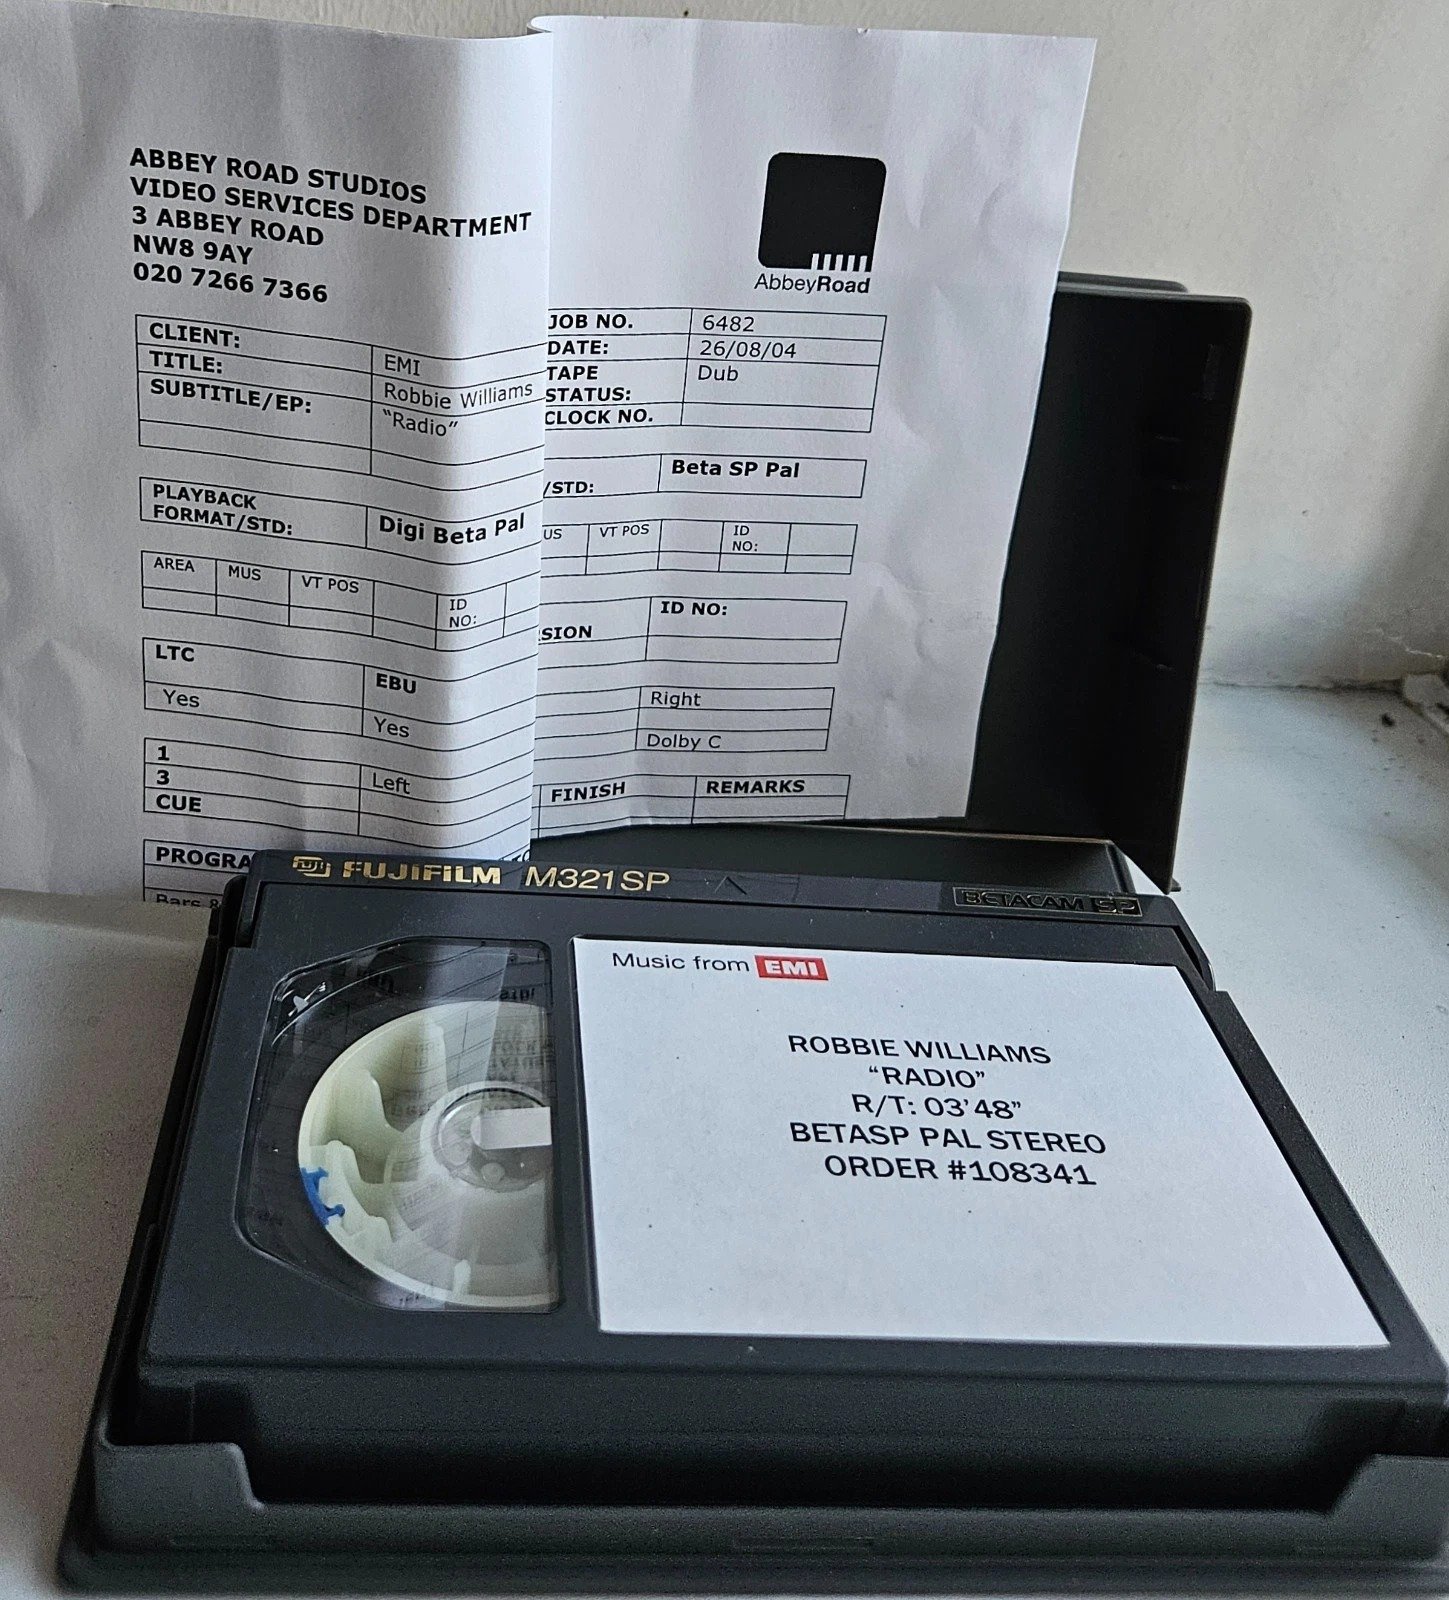 ABBEY ROAD STUDIOS
VIDEO SERVICES DEPARTMENT
3 ABBEY ROAD
NW8 9AY
020 7266 7366
AbbeyRoad
CLIENT: EMI
TITLE: Robbie Williams
SUBTITLE/EP: "Radio"
JOB NO. 6482
DATE: 26/08/04
TAPE Dub
STATUS:
CLOCK NO.
PLAYBACK
FORMAT/STD: Digi Beta Pal
/STD: Beta SP Pal
AREA MUS VT POS ID
NO:
US VT POS ID
NO:
LTC EBU
Yes Yes
SION ID NO:
1 Left
3
CUE
Right
Dolby C
PROGRA
FINISH REMARKS
Bars &
FUJI FUJIFILM M321SP
BETACAM SP
Music from EMI
ROBBIE WILLIAMS
"RADIO"
R/T: 03'48"
BETASP PAL STEREO
ORDER #108341